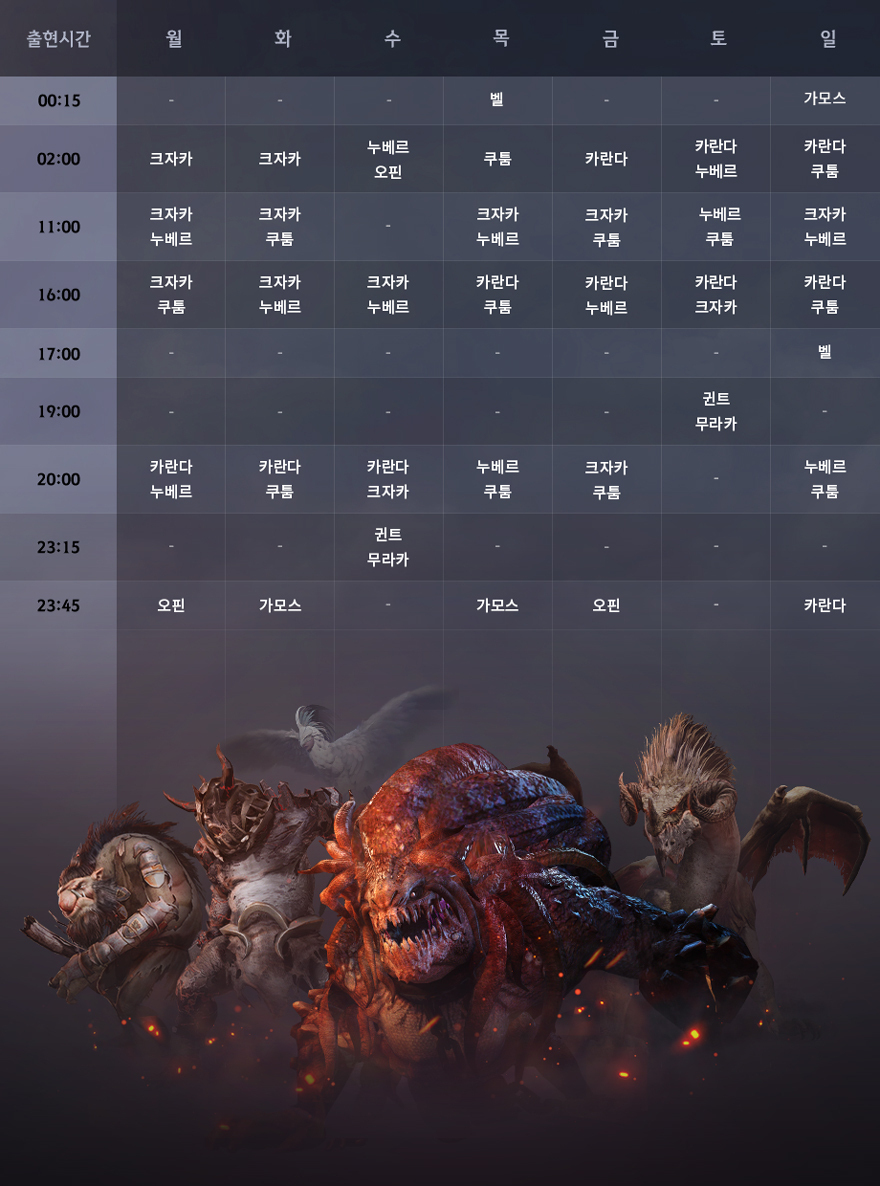 출현시간 월 화 수 목 금 토 일
00:15 - - - 벨 - - 가모스
02:00 크자카 크자카 누베르 오핀 쿠툼 카란다 카란다 누베르 카란다 쿠툼
11:00 크자카 누베르 크자카 쿠툼 - 크자카 누베르 크자카 쿠툼 누베르 쿠툼 크자카 누베르
16:00 크자카 쿠툼 크자카 누베르 크자카 누베르 카란다 쿠툼 카란다 누베르 카란다 크자카 카란다 쿠툼
17:00 - - - - - - 벨
19:00 - - - - - 귄트 무라카 -
20:00 카란다 누베르 카란다 쿠툼 카란다 크자카 누베르 쿠툼 크자카 쿠툼 - 누베르 쿠툼
23:15 - - 귄트 무라카 - - - -
23:45 오핀 가모스 - 가모스 오핀 - 카란다